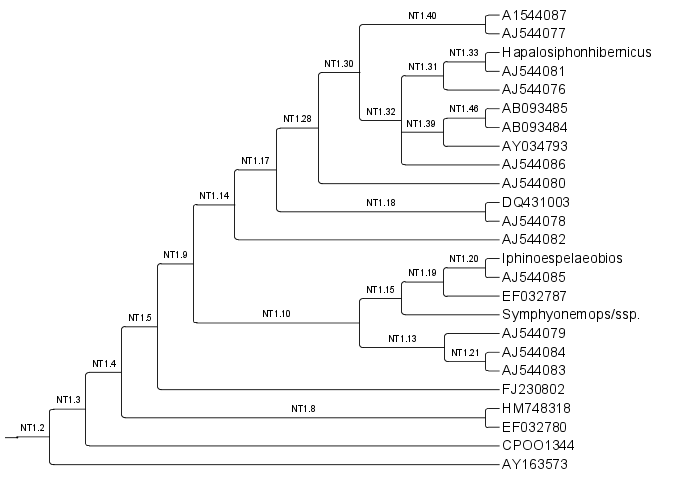 A1544087
NT1.40
AJ544077
Hapalosiphonhibernicus
NT1.33
NT1.30
NT1.31
AJ544081
AJ544076
AB093485
NT1.46
NT1.32
NT1.28
NT1.39
AB093484
AY034793
NT1.17
AJ544086
AJ544080
NT1.14
NT1.18
DQ431003
AJ544078
AJ544082
NT1.9
Iphinoespelaeobios
NT1.20
NT1.19
AJ544085
NT1.15
EF032787
NT1.10
Symphyonemops/ssp.
NT1.5
NT1.13
AJ544079
NT1.21
AJ544084
NT1.4
AJ544083
FJ230802
NT1.3
NT1.8
HM748318
NT1.2
EF032780
CPOO1344
AY163573